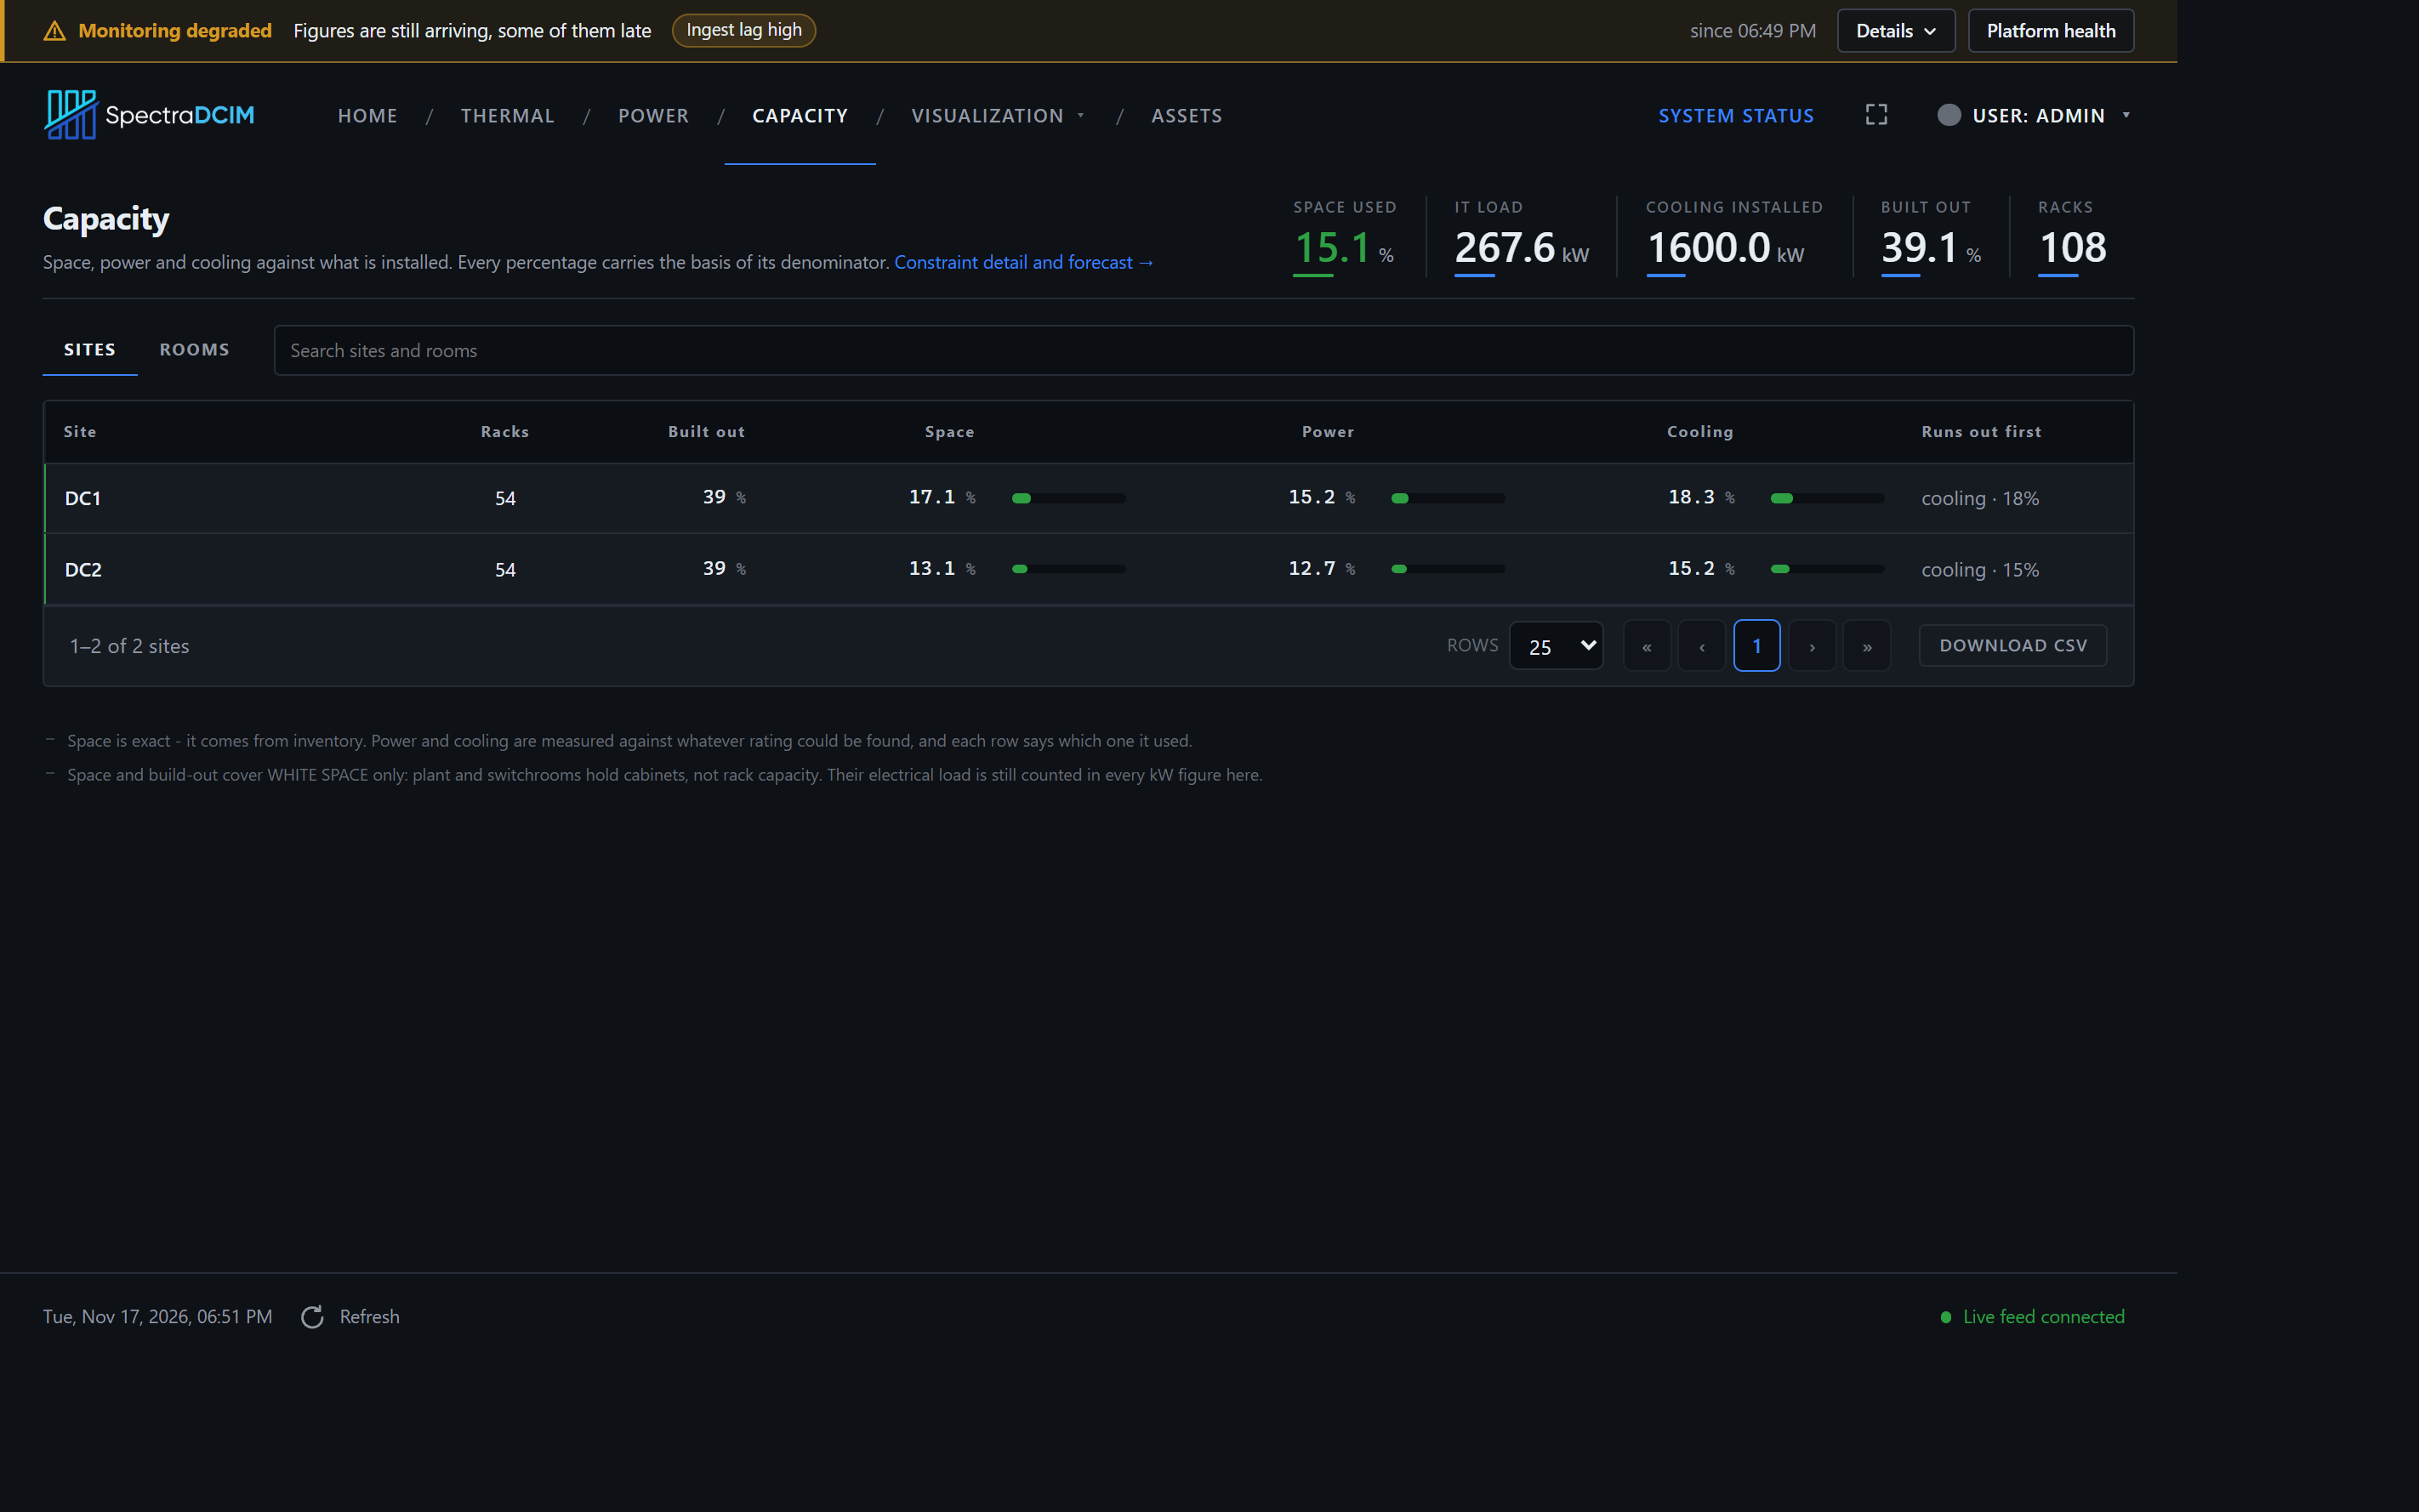 Monitoring degraded Figures are still arriving, some of them late Ingest lag high since 06:49 PM Details Platform health
SpectraDCIM HOME / THERMAL / POWER / CAPACITY / VISUALIZATION / ASSETS SYSTEM STATUS USER: ADMIN
Capacity
Space, power and cooling against what is installed. Every percentage carries the basis of its denominator. Constraint detail and forecast →
SPACE USED IT LOAD COOLING INSTALLED BUILT OUT RACKS
15.1 % 267.6 kW 1600.0 kW 39.1 % 108
SITES ROOMS Search sites and rooms
Site Racks Built out Space Power Cooling Runs out first
DC1 54 39 % 17.1 % 15.2 % 18.3 % cooling · 18%
DC2 54 39 % 13.1 % 12.7 % 15.2 % cooling · 15%
1–2 of 2 sites ROWS 25 « ‹ 1 › » DOWNLOAD CSV
– Space is exact - it comes from inventory. Power and cooling are measured against whatever rating could be found, and each row says which one it used.
– Space and build-out cover WHITE SPACE only: plant and switchrooms hold cabinets, not rack capacity. Their electrical load is still counted in every kW figure here.
Tue, Nov 17, 2026, 06:51 PM Refresh Live feed connected